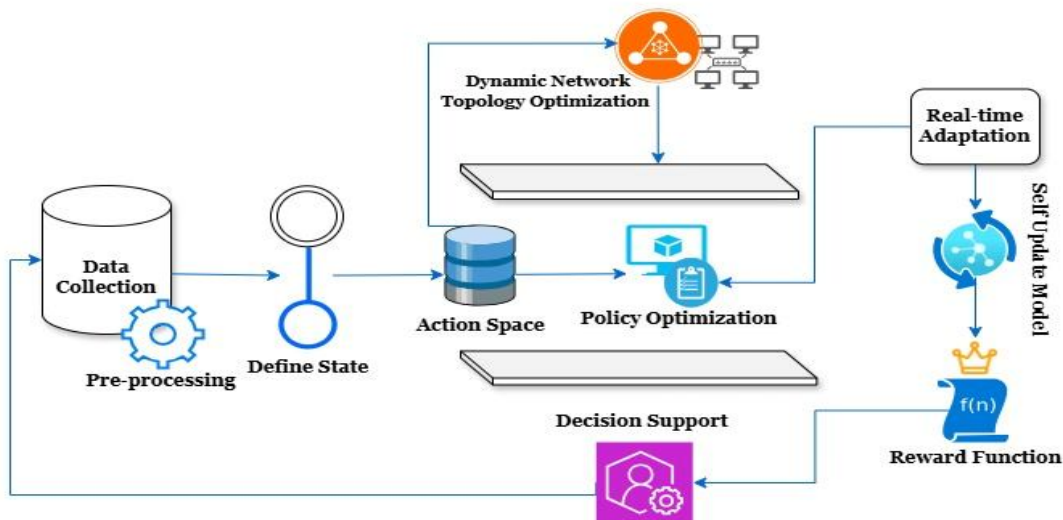 Dynamic Network
Topology Optimization
Real-time
Adaptation
Self Update Model
Data
Collection
Pre-processing
Define State
Action Space
Policy Optimization
Decision Support
f(n)
Reward Function